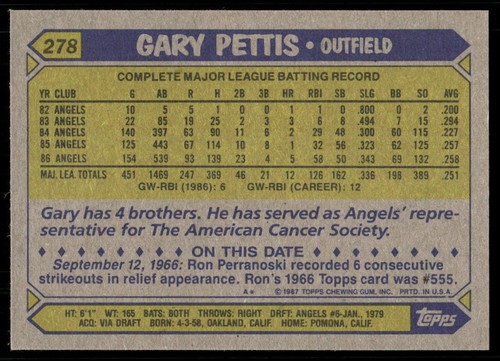 278
GARY PETTIS • OUTFIELD
COMPLETE MAJOR LEAGUE BATTING RECORD
YR CLUB G AB R H 2B 3B HR RBI SB SLG BB SO AVG
82 ANGELS 10 5 5 1 0 0 1 1 0 .800 0 2 .200
83 ANGELS 22 85 19 25 2 3 3 6 8 .494 7 15 .294
84 ANGELS 140 397 63 90 11 6 2 29 48 .300 60 115 .227
85 ANGELS 125 443 67 114 10 8 1 32 56 .323 62 125 .257
86 ANGELS 154 539 93 139 23 4 5 58 50 .343 69 132 .258
MAJ. LEA. TOTALS 451 1469 247 369 46 21 12 126 162 .336 198 389 .251
GW-RBI (1986): 6 GW-RBI (CAREER): 12
Gary has 4 brothers. He has served as Angels' repre-
sentative for The American Cancer Society.
ON THIS DATE
September 12, 1966: Ron Perranoski recorded 6 consecutive
strikeouts in relief appearance. Ron's 1966 Topps card was #555.
A* ©1987 TOPPS CHEWING GUM, INC. PRTD. IN U.S.A.
HT: 6'1" WT: 165 BATS: BOTH THROWS: RIGHT DRFT: ANGELS #6-JAN., 1979
ACQ: VIA DRAFT BORN: 4-3-58, OAKLAND, CALIF. HOME: POMONA, CALIF.
TOPPS